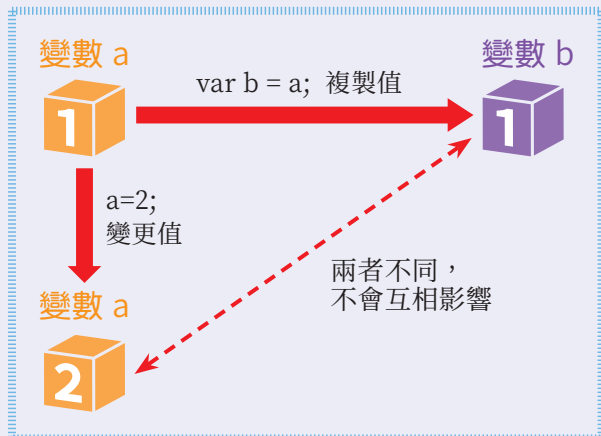 變數 a
變數 b
var b = a; 複製值
1
1
a=2;
變更值
兩者不同，
不會互相影響
變數 a
2